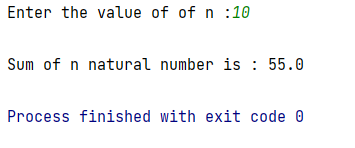 Enter the value of of n :10
Sum of n natural number is : 55.0
Process finished with exit code 0